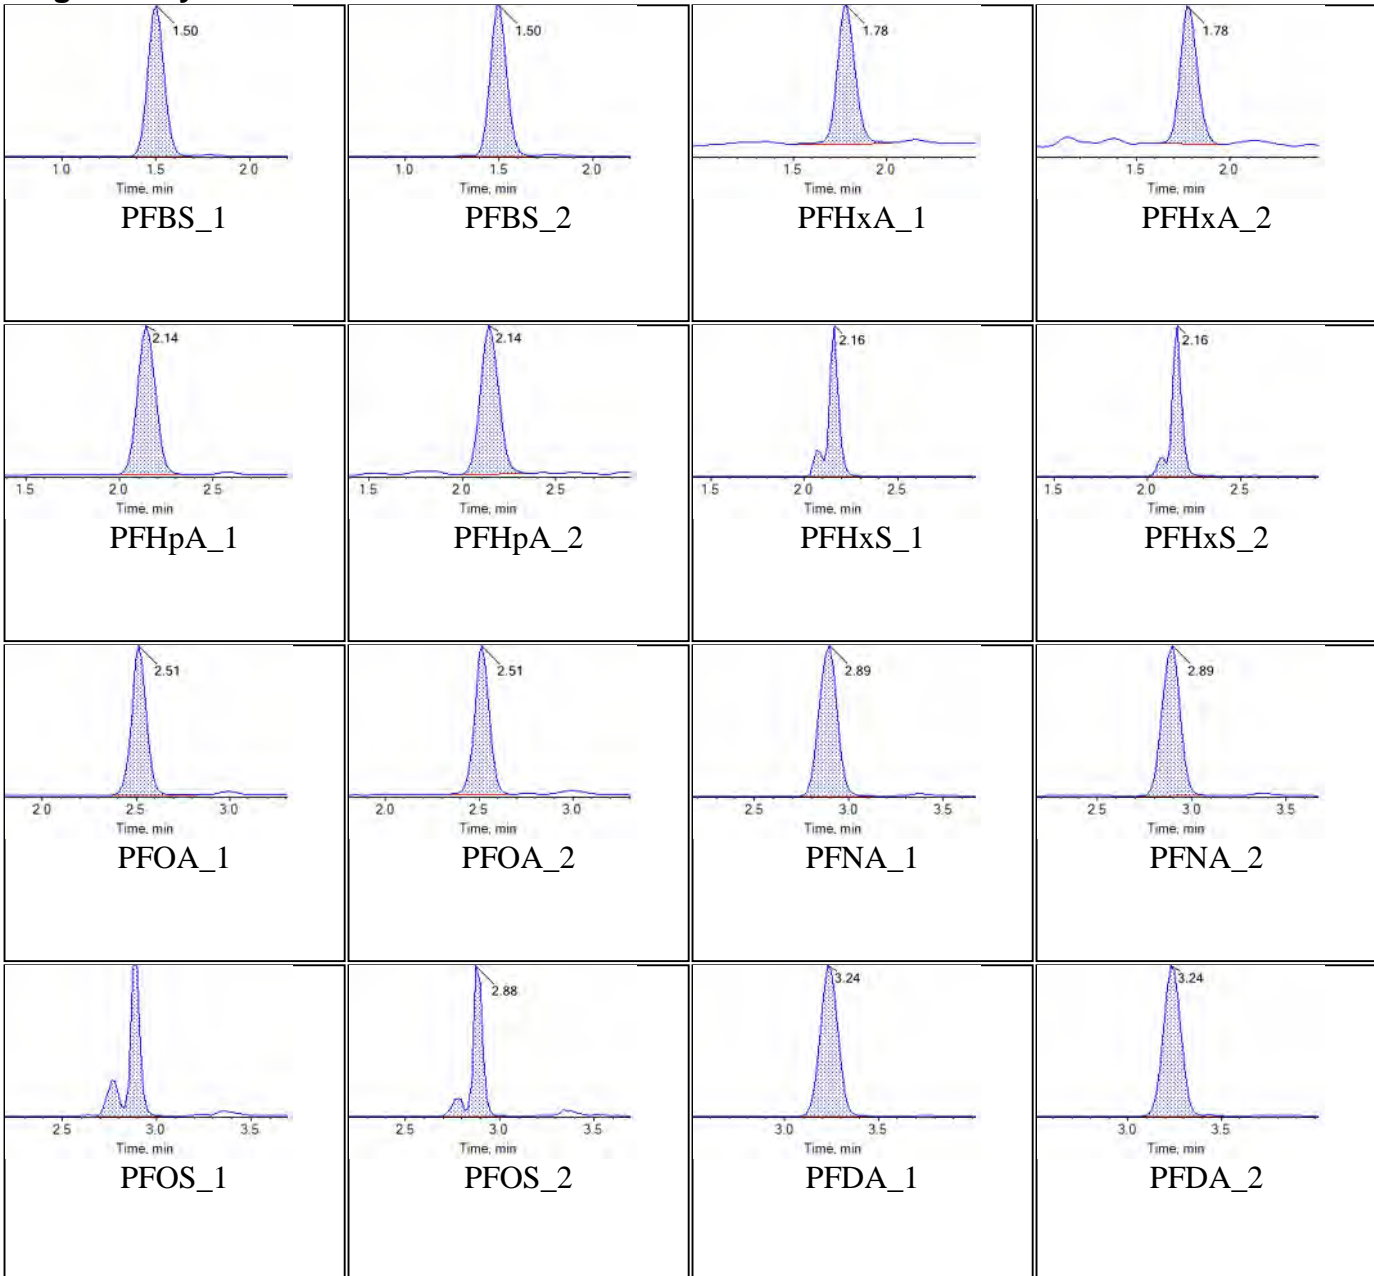 1.50 1.50 1.78 1.78
1.0 1.5 2.0 1.0 1.5 2.0 1.5 2.0 1.5 2.0
Time, min Time, min Time, min Time, min
PFBS_1 PFBS_2 PFHxA_1 PFHxA_2
2.14 2.14 2.16 2.16
1.5 2.0 2.5 1.5 2.0 2.5 1.5 2.0 2.5 1.5 2.0 2.5
Time, min Time, min Time, min Time, min
PFHpA_1 PFHpA_2 PFHxS_1 PFHxS_2
2.51 2.51 2.89 2.89
2.0 2.5 3.0 2.0 2.5 3.0 2.5 3.0 3.5 2.5 3.0 3.5
Time, min Time, min Time, min Time, min
PFOA_1 PFOA_2 PFNA_1 PFNA_2
2.88 3.24 3.24
2.5 3.0 3.5 2.5 3.0 3.5 3.0 3.5 3.0 3.5
Time, min Time, min Time, min Time, min
PFOS_1 PFOS_2 PFDA_1 PFDA_2